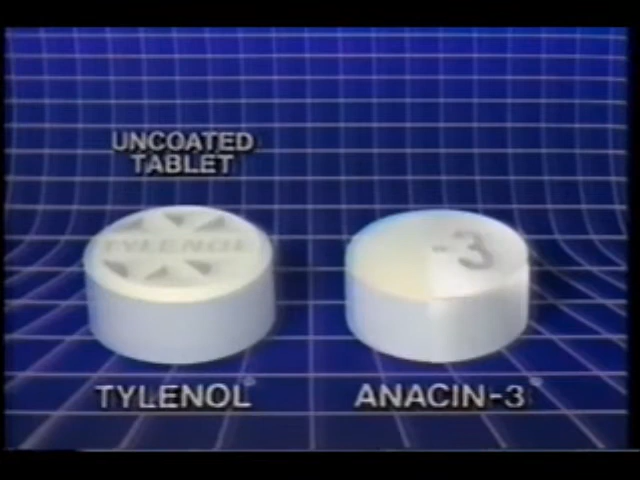 UNCOATED
TABLET
TYLENOL
-3
TYLENOL®
ANACIN-3®